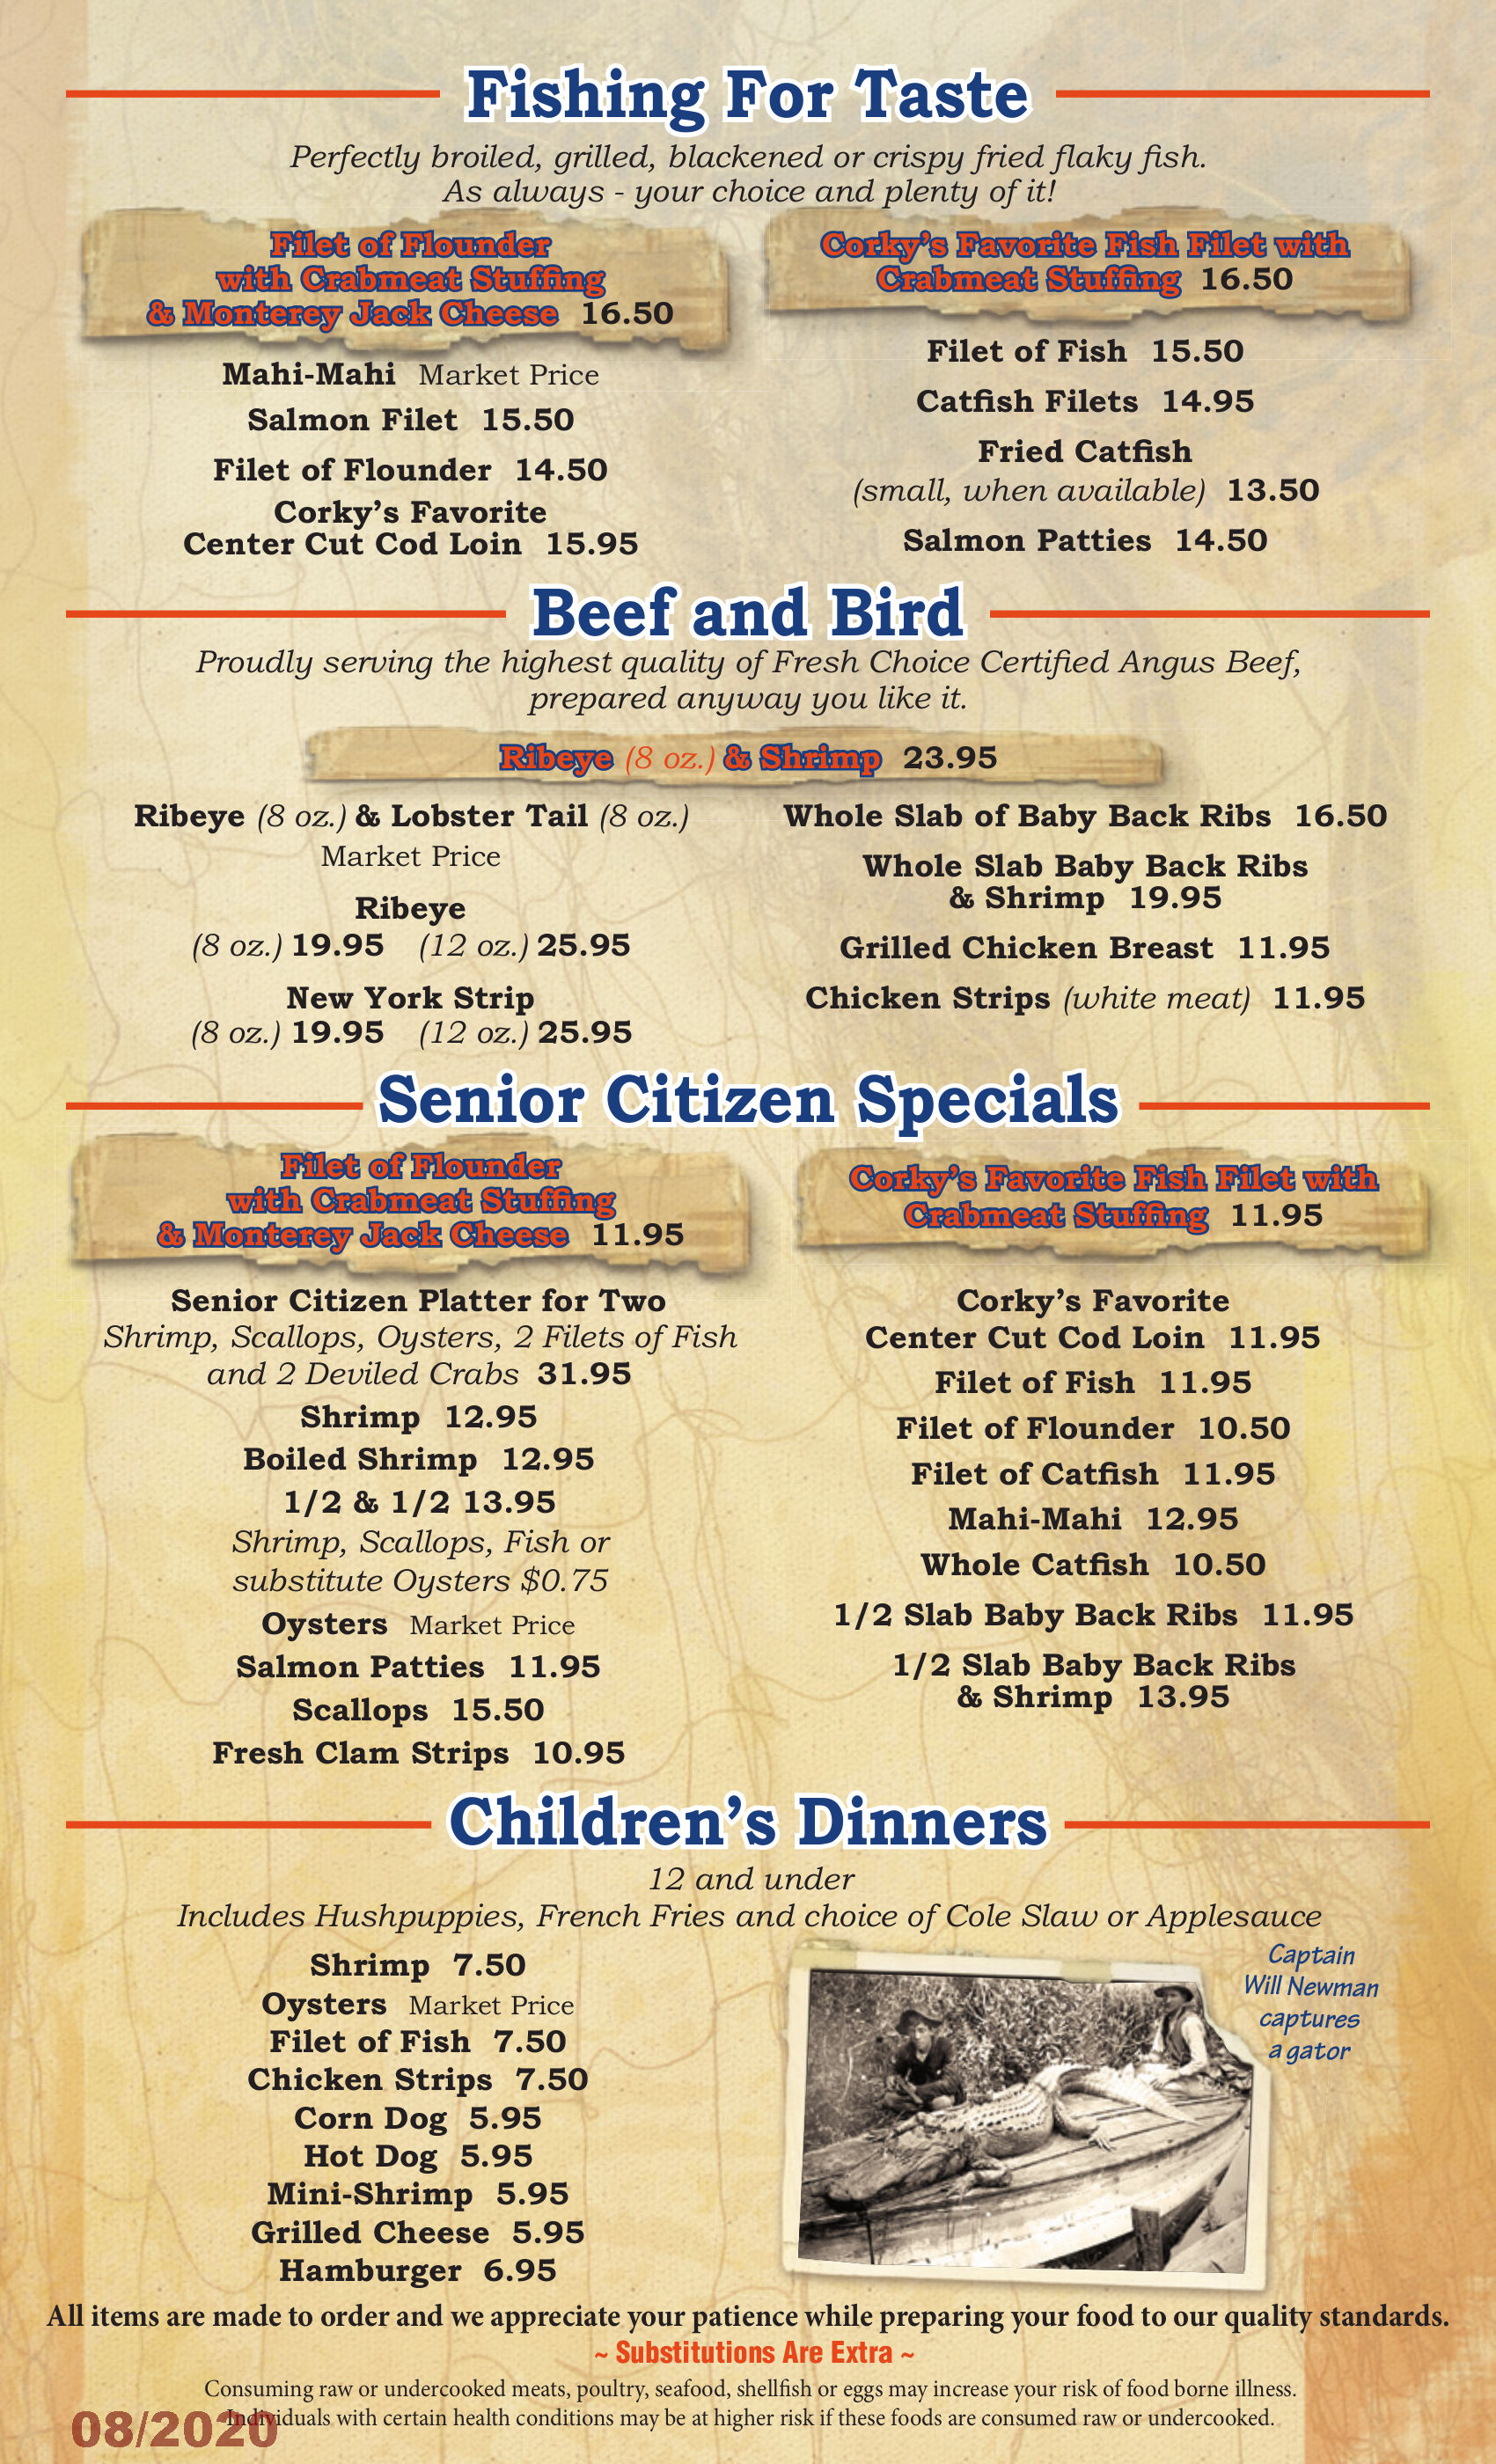 Fishing For Taste
Perfectly broiled, grilled, blackened or crispy fried flaky fish.
As always - your choice and plenty of it!
Filet of Flounder
with Crabmeat Stuffing
& Monterey Jack Cheese 16.50
Mahi-Mahi Market Price
Salmon Filet 15.50
Filet of Flounder 14.50
Corky's Favorite
Center Cut Cod Loin 15.95
Corky's Favorite Fish Filet with
Crabmeat Stuffing 16.50
Filet of Fish 15.50
Catfish Filets 14.95
Fried Catfish
(small, when available) 13.50
Salmon Patties 14.50
Beef and Bird
Proudly serving the highest quality of Fresh Choice Certified Angus Beef,
prepared anyway you like it.
Ribeye (8 oz.) & Shrimp 23.95
Ribeye (8 oz.) & Lobster Tail (8 oz.)
Market Price
Ribeye
(8 oz.) 19.95 (12 oz.) 25.95
New York Strip
(8 oz.) 19.95 (12 oz.) 25.95
Whole Slab of Baby Back Ribs 16.50
Whole Slab Baby Back Ribs
& Shrimp 19.95
Grilled Chicken Breast 11.95
Chicken Strips (white meat) 11.95
Senior Citizen Specials
Filet of Flounder
with Crabmeat Stuffing
& Monterey Jack Cheese 11.95
Senior Citizen Platter for Two
Shrimp, Scallops, Oysters, 2 Filets of Fish
and 2 Deviled Crabs 31.95
Shrimp 12.95
Boiled Shrimp 12.95
1/2 & 1/2 13.95
Shrimp, Scallops, Fish or
substitute Oysters $0.75
Oysters Market Price
Salmon Patties 11.95
Scallops 15.50
Fresh Clam Strips 10.95
Corky's Favorite Fish Filet with
Crabmeat Stuffing 11.95
Corky's Favorite
Center Cut Cod Loin 11.95
Filet of Fish 11.95
Filet of Flounder 10.50
Filet of Catfish 11.95
Mahi-Mahi 12.95
Whole Catfish 10.50
1/2 Slab Baby Back Ribs 11.95
1/2 Slab Baby Back Ribs
& Shrimp 13.95
Children's Dinners
12 and under
Includes Hushpuppies, French Fries and choice of Cole Slaw or Applesauce
Shrimp 7.50
Oysters Market Price
Filet of Fish 7.50
Chicken Strips 7.50
Corn Dog 5.95
Hot Dog 5.95
Mini-Shrimp 5.95
Grilled Cheese 5.95
Hamburger 6.95
Captain
Will Newman
captures
a gator
All items are made to order and we appreciate your patience while preparing your food to our quality standards.
~ Substitutions Are Extra ~
Consuming raw or undercooked meats, poultry, seafood, shellfish or eggs may increase your risk of food borne illness.
Individuals with certain health conditions may be at higher risk if these foods are consumed raw or undercooked.
08/2020